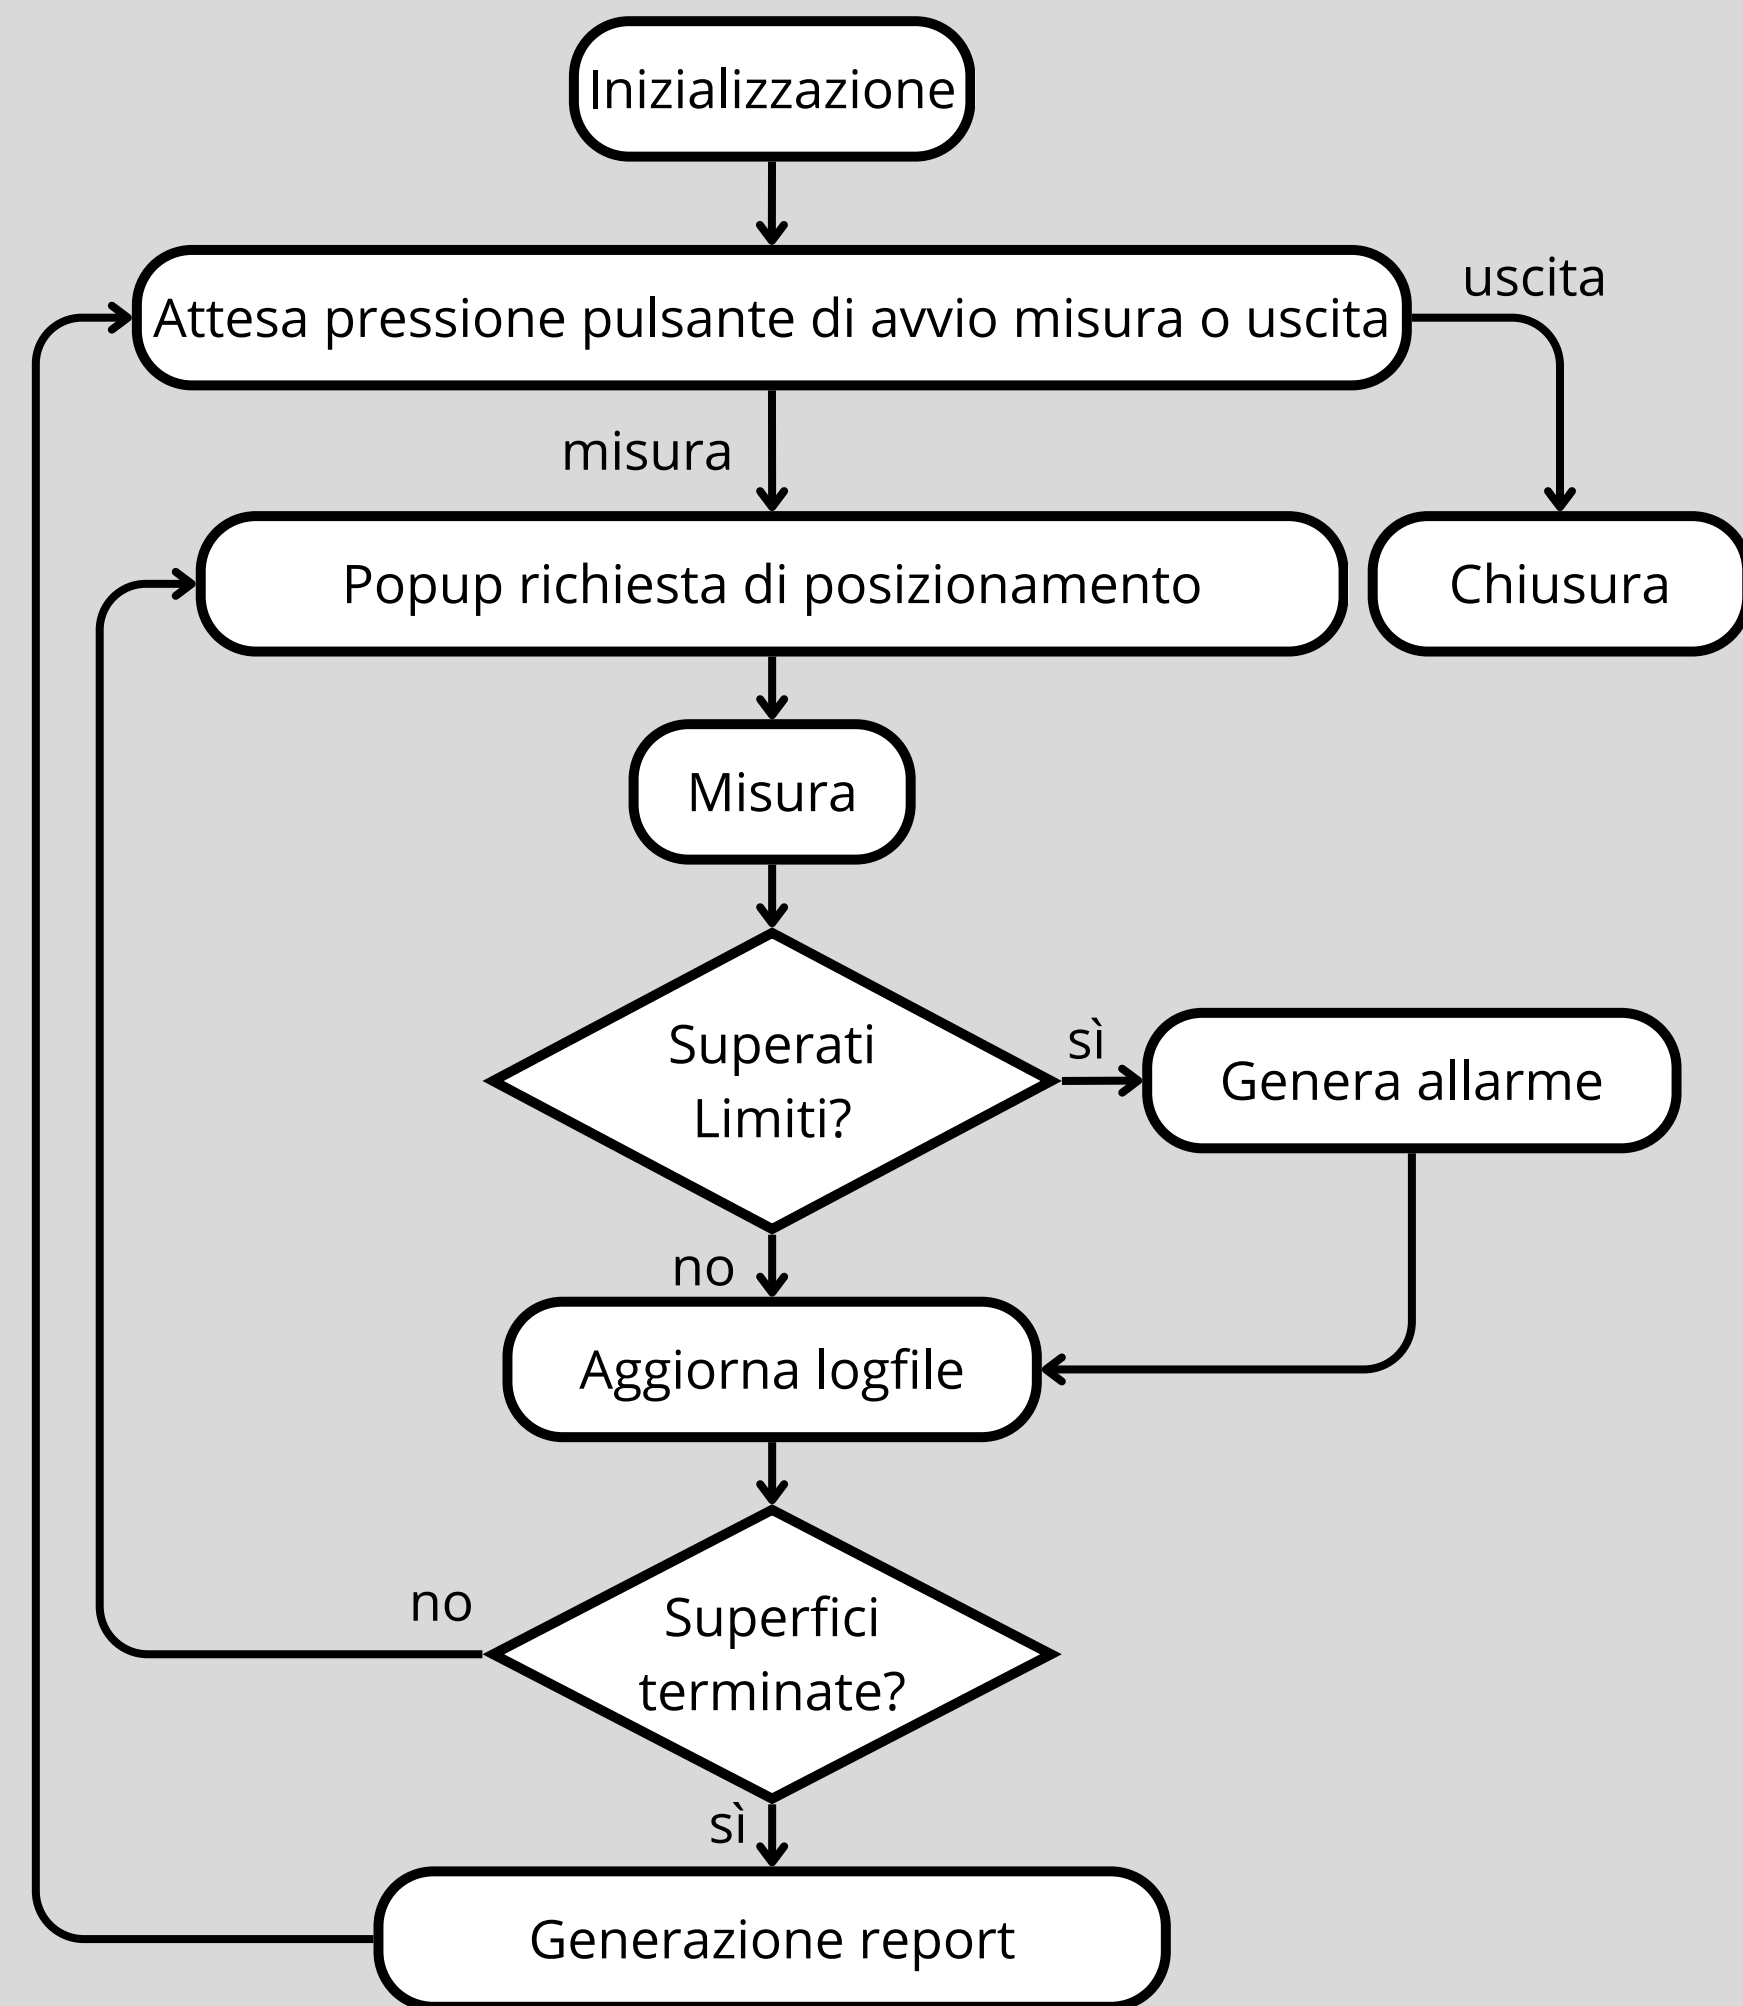 Inizializzazione
uscita
Attesa pressione pulsante di avvio misura o uscita
misura
Popup richiesta di posizionamento
Chiusura
Misura
sì
Superati
Limiti?
Genera allarme
no
Aggiorna logfile
no
Superfici
terminate?
sì
Generazione report